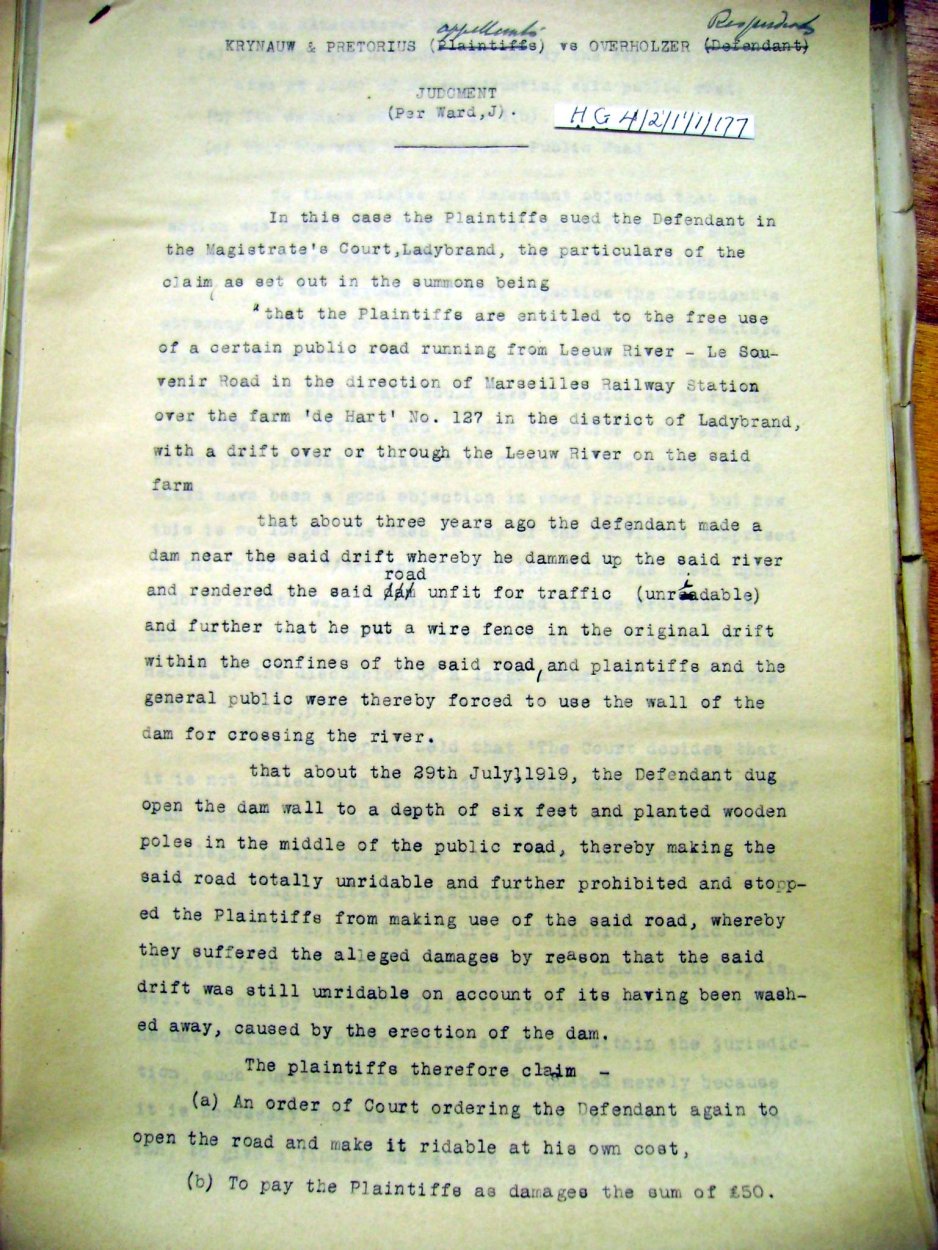 appellants Respondents
KRYNAUW & PRETORIUS (Plaintiffs) vs OVERHOLZER (Defendant)
JUDGMENT
(Per Ward,J).
HG 4/2/1/1/177
In this case the Plaintiffs sued the Defendant in
the Magistrate's Court,Ladybrand, the particulars of the
claim, as set out in the summons being
"that the Plaintiffs are entitled to the free use
of a certain public road running from Leeuw River - Le Sou-
venir Road in the direction of Marseilles Railway Station
over the farm 'de Hart' No. 127 in the district of Ladybrand,
with a drift over or through the Leeuw River on the said
farm
that about three years ago the defendant made a
dam near the said drift whereby he dammed up the said river
road
and rendered the said dam unfit for traffic (unridable)
and further that he put a wire fence in the original drift
within the confines of the said road, and plaintiffs and the
general public were thereby forced to use the wall of the
dam for crossing the river.
that about the 29th July,1919, the Defendant dug
open the dam wall to a depth of six feet and planted wooden
poles in the middle of the public road, thereby making the
said road totally unridable and further prohibited and stopp-
ed the Plaintiffs from making use of the said road, whereby
they suffered the alleged damages by reason that the said
drift was still unridable on account of its having been wash-
ed away, caused by the erection of the dam.
The plaintiffs therefore claim -
(a) An order of Court ordering the Defendant again to
open the road and make it ridable at his own cost,
(b) To pay the Plaintiffs as damages the sum of £50.